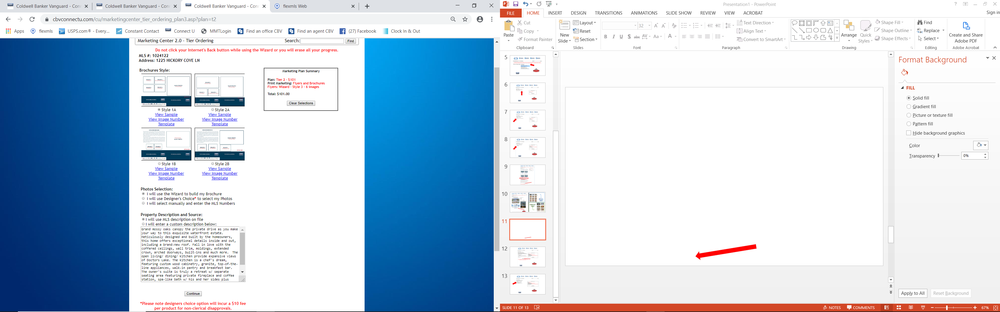 Coldwell Banker Vanguard - Con
Coldwell Banker Vanguard - Con
Coldwell Banker Vanguard - Con
flexmls Web
cbvconnectu.com/cu/marketingcenter_tier_ordering_plan3.asp?plan=t2
Apps
flexmls
USPS.com® - Every...
Constant Contact
Connect U
MMTLogin
Find an office CBV
Find an agent CBV
(27) Facebook
Clock In & Out
Marketing Center 2.0 - Tier Ordering
Search:
Find
Do not click your Internet's Back button while using the Wizard or you will erase all your progress.
MLS #: 1024122
Address: 1225 HICKORY COVE LN
Brochures Style:
Style 1A
View Sample
View Image Number
Template
Style 2A
View Sample
View Image Number
Template
Style 1B
View Sample
View Image Number
Template
Style 2B
View Sample
View Image Number
Template
Marketing Plan Summary
Plan: Tier 2 - $101
Print Marketing: Flyers and Brochures
Flyers: Wizard - Style 3 - 6 images
Total: $101.00
Clear Selections
Photos Selection:
I will use the Wizard to build my Brochure
I will use Designer's Choice* to select my Photos
I will select manually and enter the MLS Numbers
Property Description and Source:
I will use MLS description on file
I will enter a custom description below:
Grand mossy oaks canopy the private drive as you make
your way to this exquisite waterfront estate.
Meticulously designed and built by the homeowners,
this home offers exceptional details inside and out,
including a brand-new roof. Fall in love with the
coffered ceilings, wall trim, moldings, extended
crown, arched doorways, built-ins and much more. The
open living/ dining/ kitchen provide expansive views
of Doctors Lake. The kitchen is a chef's dream,
featuring custom wood cabinetry, granite, top-of-the-
line appliances, walk-in pantry and breakfast bar.
The owner's suite is truly a retreat w/ separate
seating area featuring private fireplace and coffee
station, spa-like bath w/ his and her sides plus
Continue
*Please note designers choice option will incur a $10 fee
per product for non-clerical disapprovals.
Presentation1 - PowerPoint
Sign in
FILE
HOME
INSERT
DESIGN
TRANSITIONS
ANIMATIONS
SLIDE SHOW
REVIEW
VIEW
ACROBAT
Paste
Cut
Copy
Format Painter
Clipboard
New
Slide
Layout
Reset
Section
Slides
32
B I U S abc AV Aa A
Font
Text Direction
Align Text
Convert to SmartArt
Paragraph
Arrange
Quick
Styles
Shape Fill
Shape Outline
Shape Effects
Drawing
Find
Replace
Select
Editing
Create and Share
Adobe PDF
Adobe Acrobat
5
6
7
8
9
10
11
12
13
Format Background
FILL
Solid fill
Gradient fill
Picture or texture fill
Pattern fill
Hide background graphics
Color
Transparency
0%
Apply to All
Reset Background
SLIDE 11 OF 13
NOTES
COMMENTS
67%